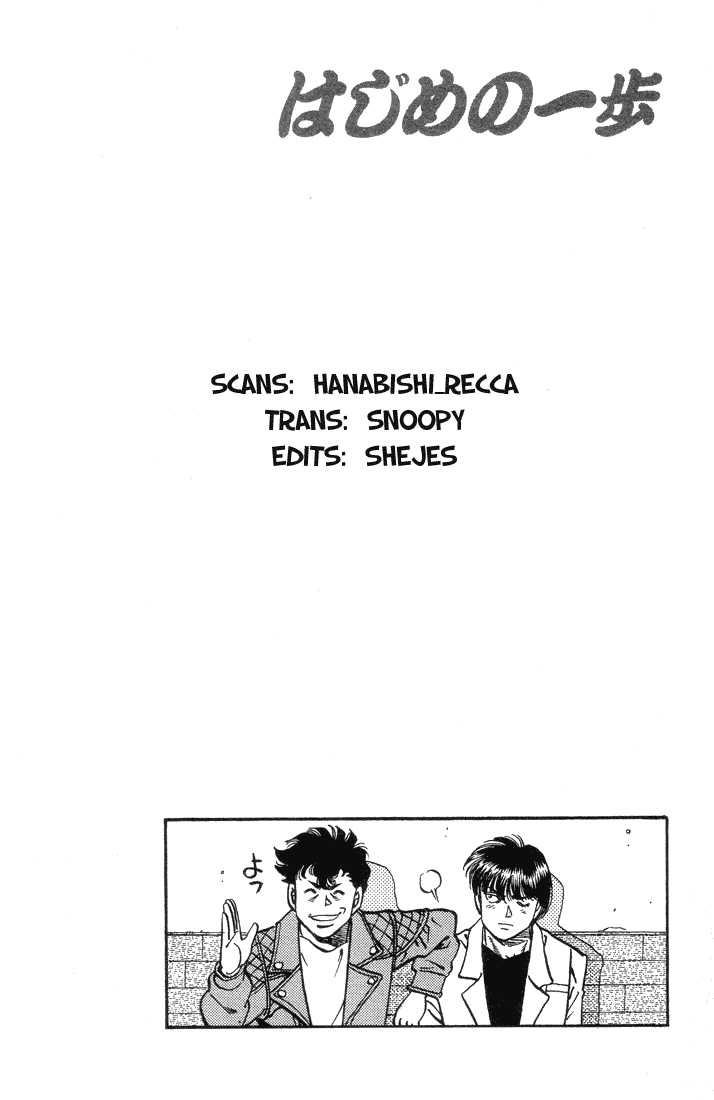 はじめの一歩
SCANS: HANABISHI_RECCA
TRANS: SNOOPY
EDITS: SHEJES
よっ